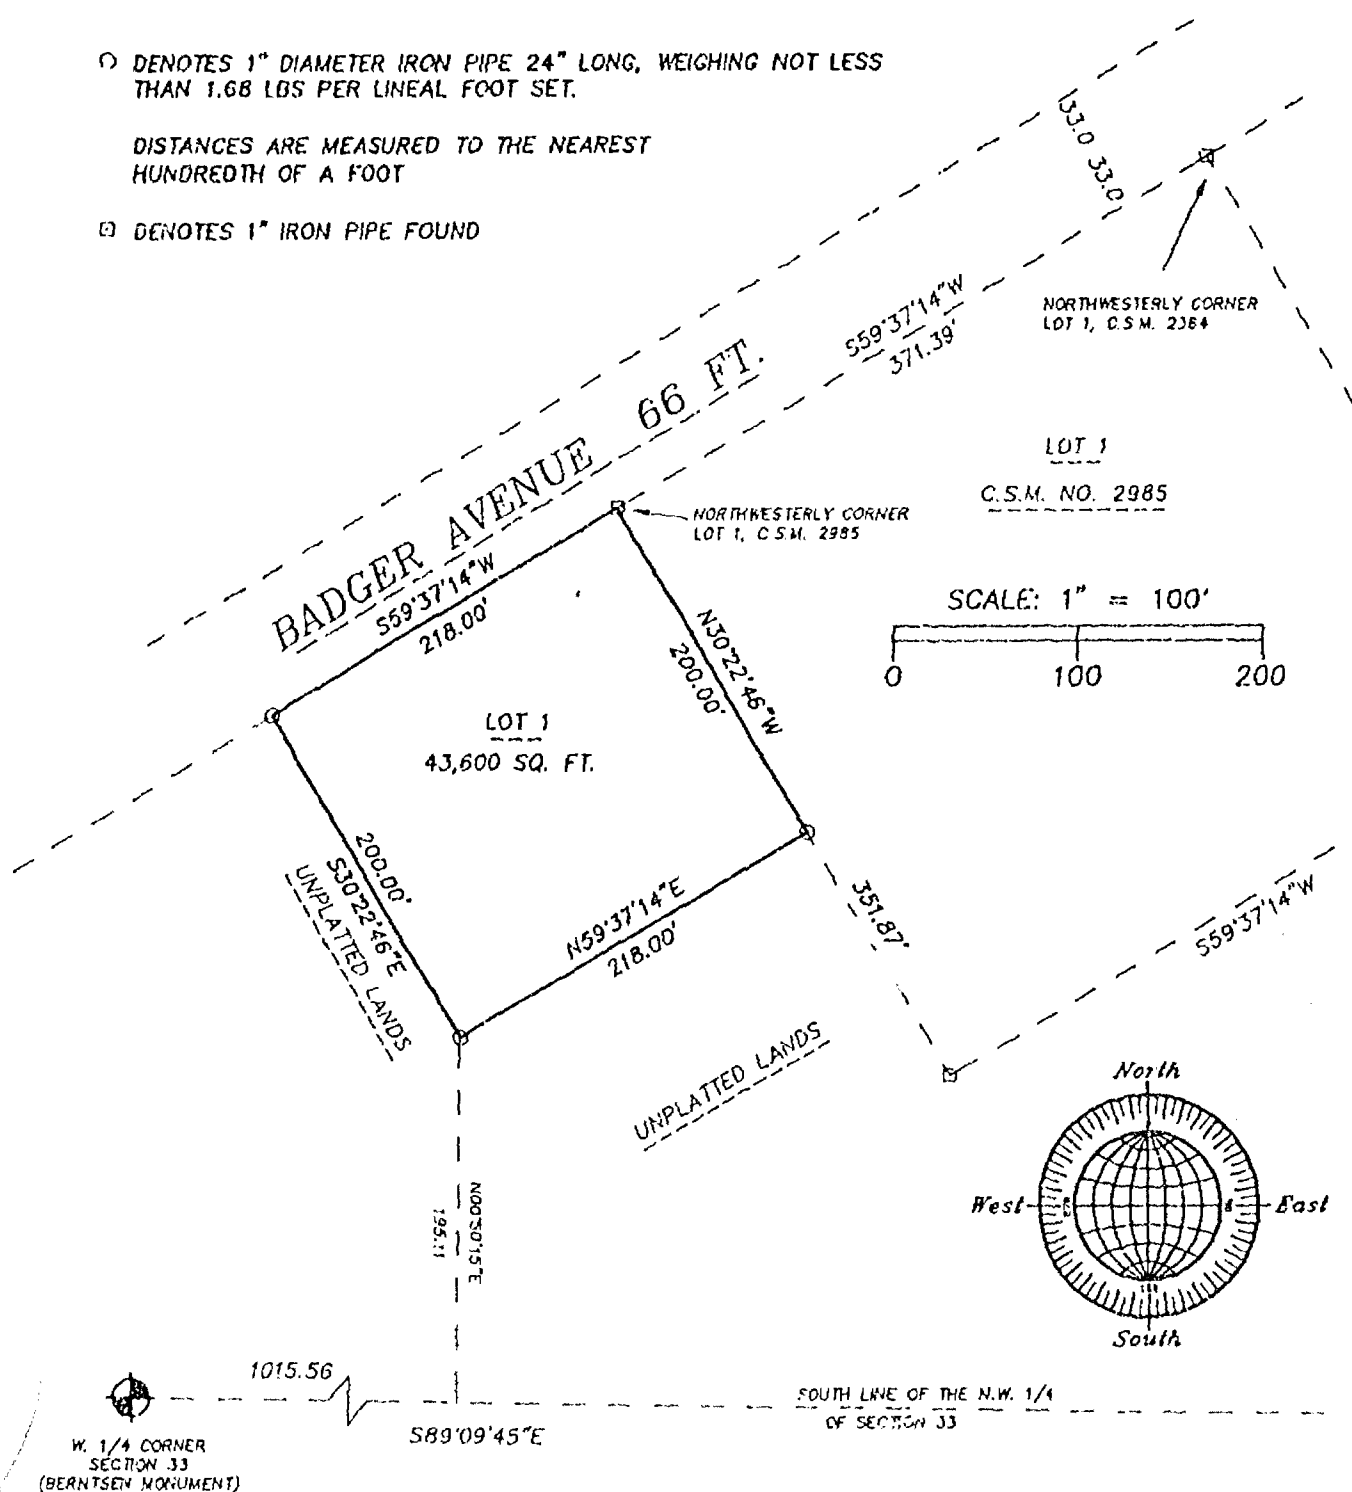 DENOTES 1" DIAMETER IRON PIPE 24" LONG, WEIGHING NOT LESS
THAN 1.68 LBS PER LINEAL FOOT SET.
DISTANCES ARE MEASURED TO THE NEAREST
HUNDREDTH OF A FOOT
DENOTES 1" IRON PIPE FOUND
33.0 33.0
NORTHWESTERLY CORNER
LOT 1, C.S.M. 2364
S59°37'14"W
371.39'
BADGER AVENUE 66 FT.
LOT 1
C.S.M. NO. 2985
NORTHWESTERLY CORNER
LOT 1, C.S.M. 2985
S59°37'14"W
218.00'
SCALE: 1" = 100'
0 100 200
N30°22'46"W
200.00'
LOT 1
43,600 SQ. FT.
200.00'
S30°22'46"E
UNPLATTED LANDS
N59°37'14"E
218.00'
351.87'
S59°37'14"W
UNPLATTED LANDS
North
West
East
South
N00°50'15"E
195.11
1015.56
S89°09'45"E
SOUTH LINE OF THE N.W. 1/4
OF SECTION 33
W. 1/4 CORNER
SECTION 33
(BERNTSEN MONUMENT)